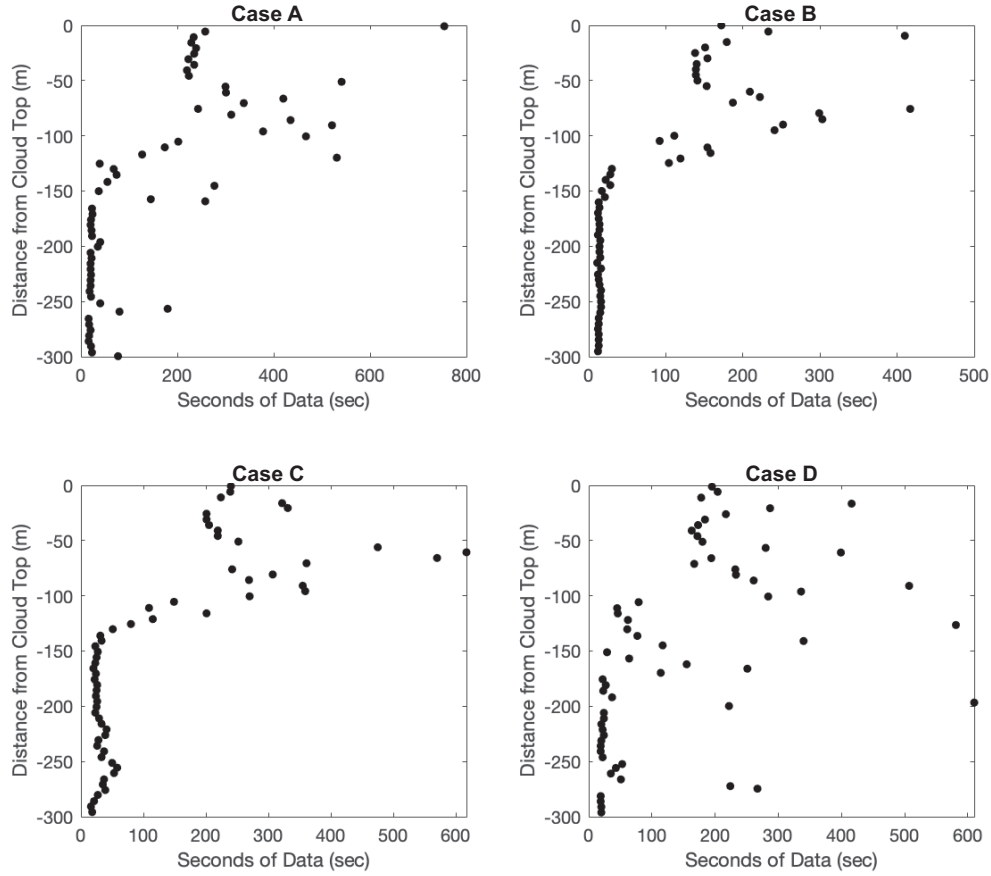 Case A
0
-50
-100
-150
-200
-250
-300
Distance from Cloud Top (m)
0 200 400 600 800
Seconds of Data (sec)
Case B
0
-50
-100
-150
-200
-250
-300
Distance from Cloud Top (m)
0 100 200 300 400 500
Seconds of Data (sec)
Case C
0
-50
-100
-150
-200
-250
-300
Distance from Cloud Top (m)
0 100 200 300 400 500 600
Seconds of Data (sec)
Case D
0
-50
-100
-150
-200
-250
-300
Distance from Cloud Top (m)
0 100 200 300 400 500 600
Seconds of Data (sec)